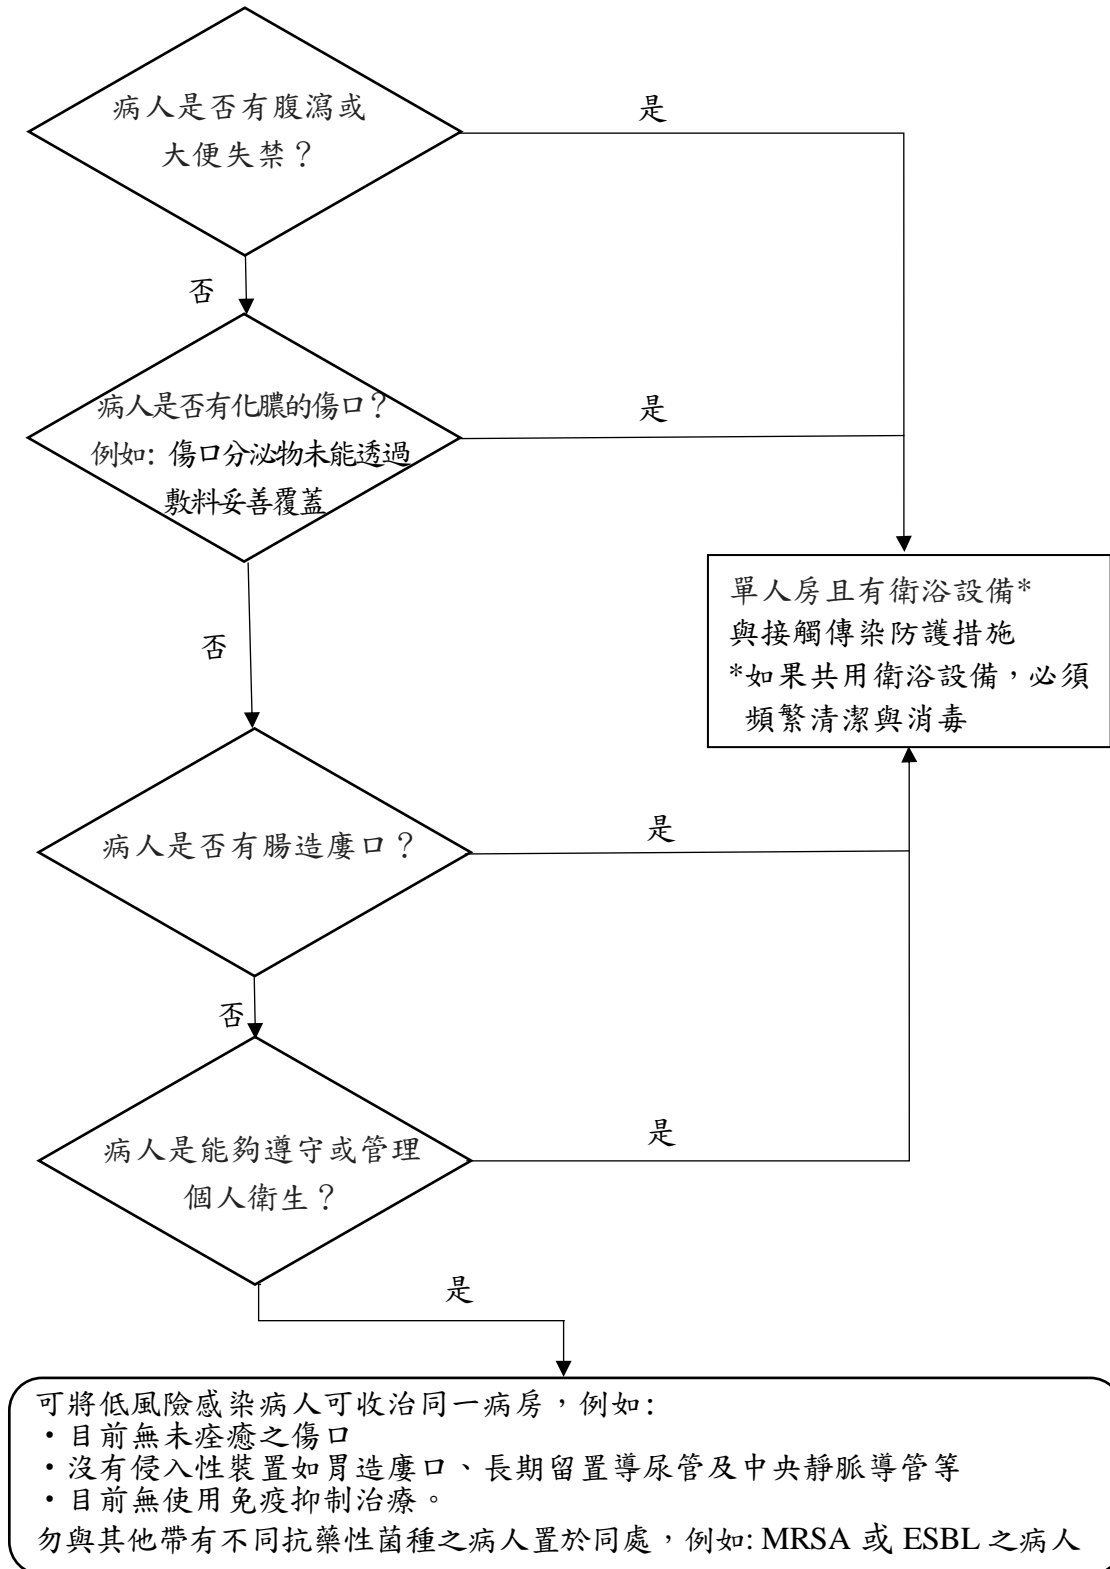 病人是否有腹瀉或
大便失禁？
是
否
病人是否有化膿的傷口？
例如: 傷口分泌物未能透過
敷料妥善覆蓋
是
否
單人房且有衛浴設備*
與接觸傳染防護措施
*如果共用衛浴設備，必須
頻繁清潔與消毒
病人是否有腸造廔口？
是
否
病人是能夠遵守或管理
個人衛生？
是
是
可將低風險感染病人可收治同一病房，例如:
・目前無未痊癒之傷口
・沒有侵入性裝置如胃造廔口、長期留置導尿管及中央靜脈導管等
・目前無使用免疫抑制治療。
勿與其他帶有不同抗藥性菌種之病人置於同處，例如: MRSA 或 ESBL 之病人